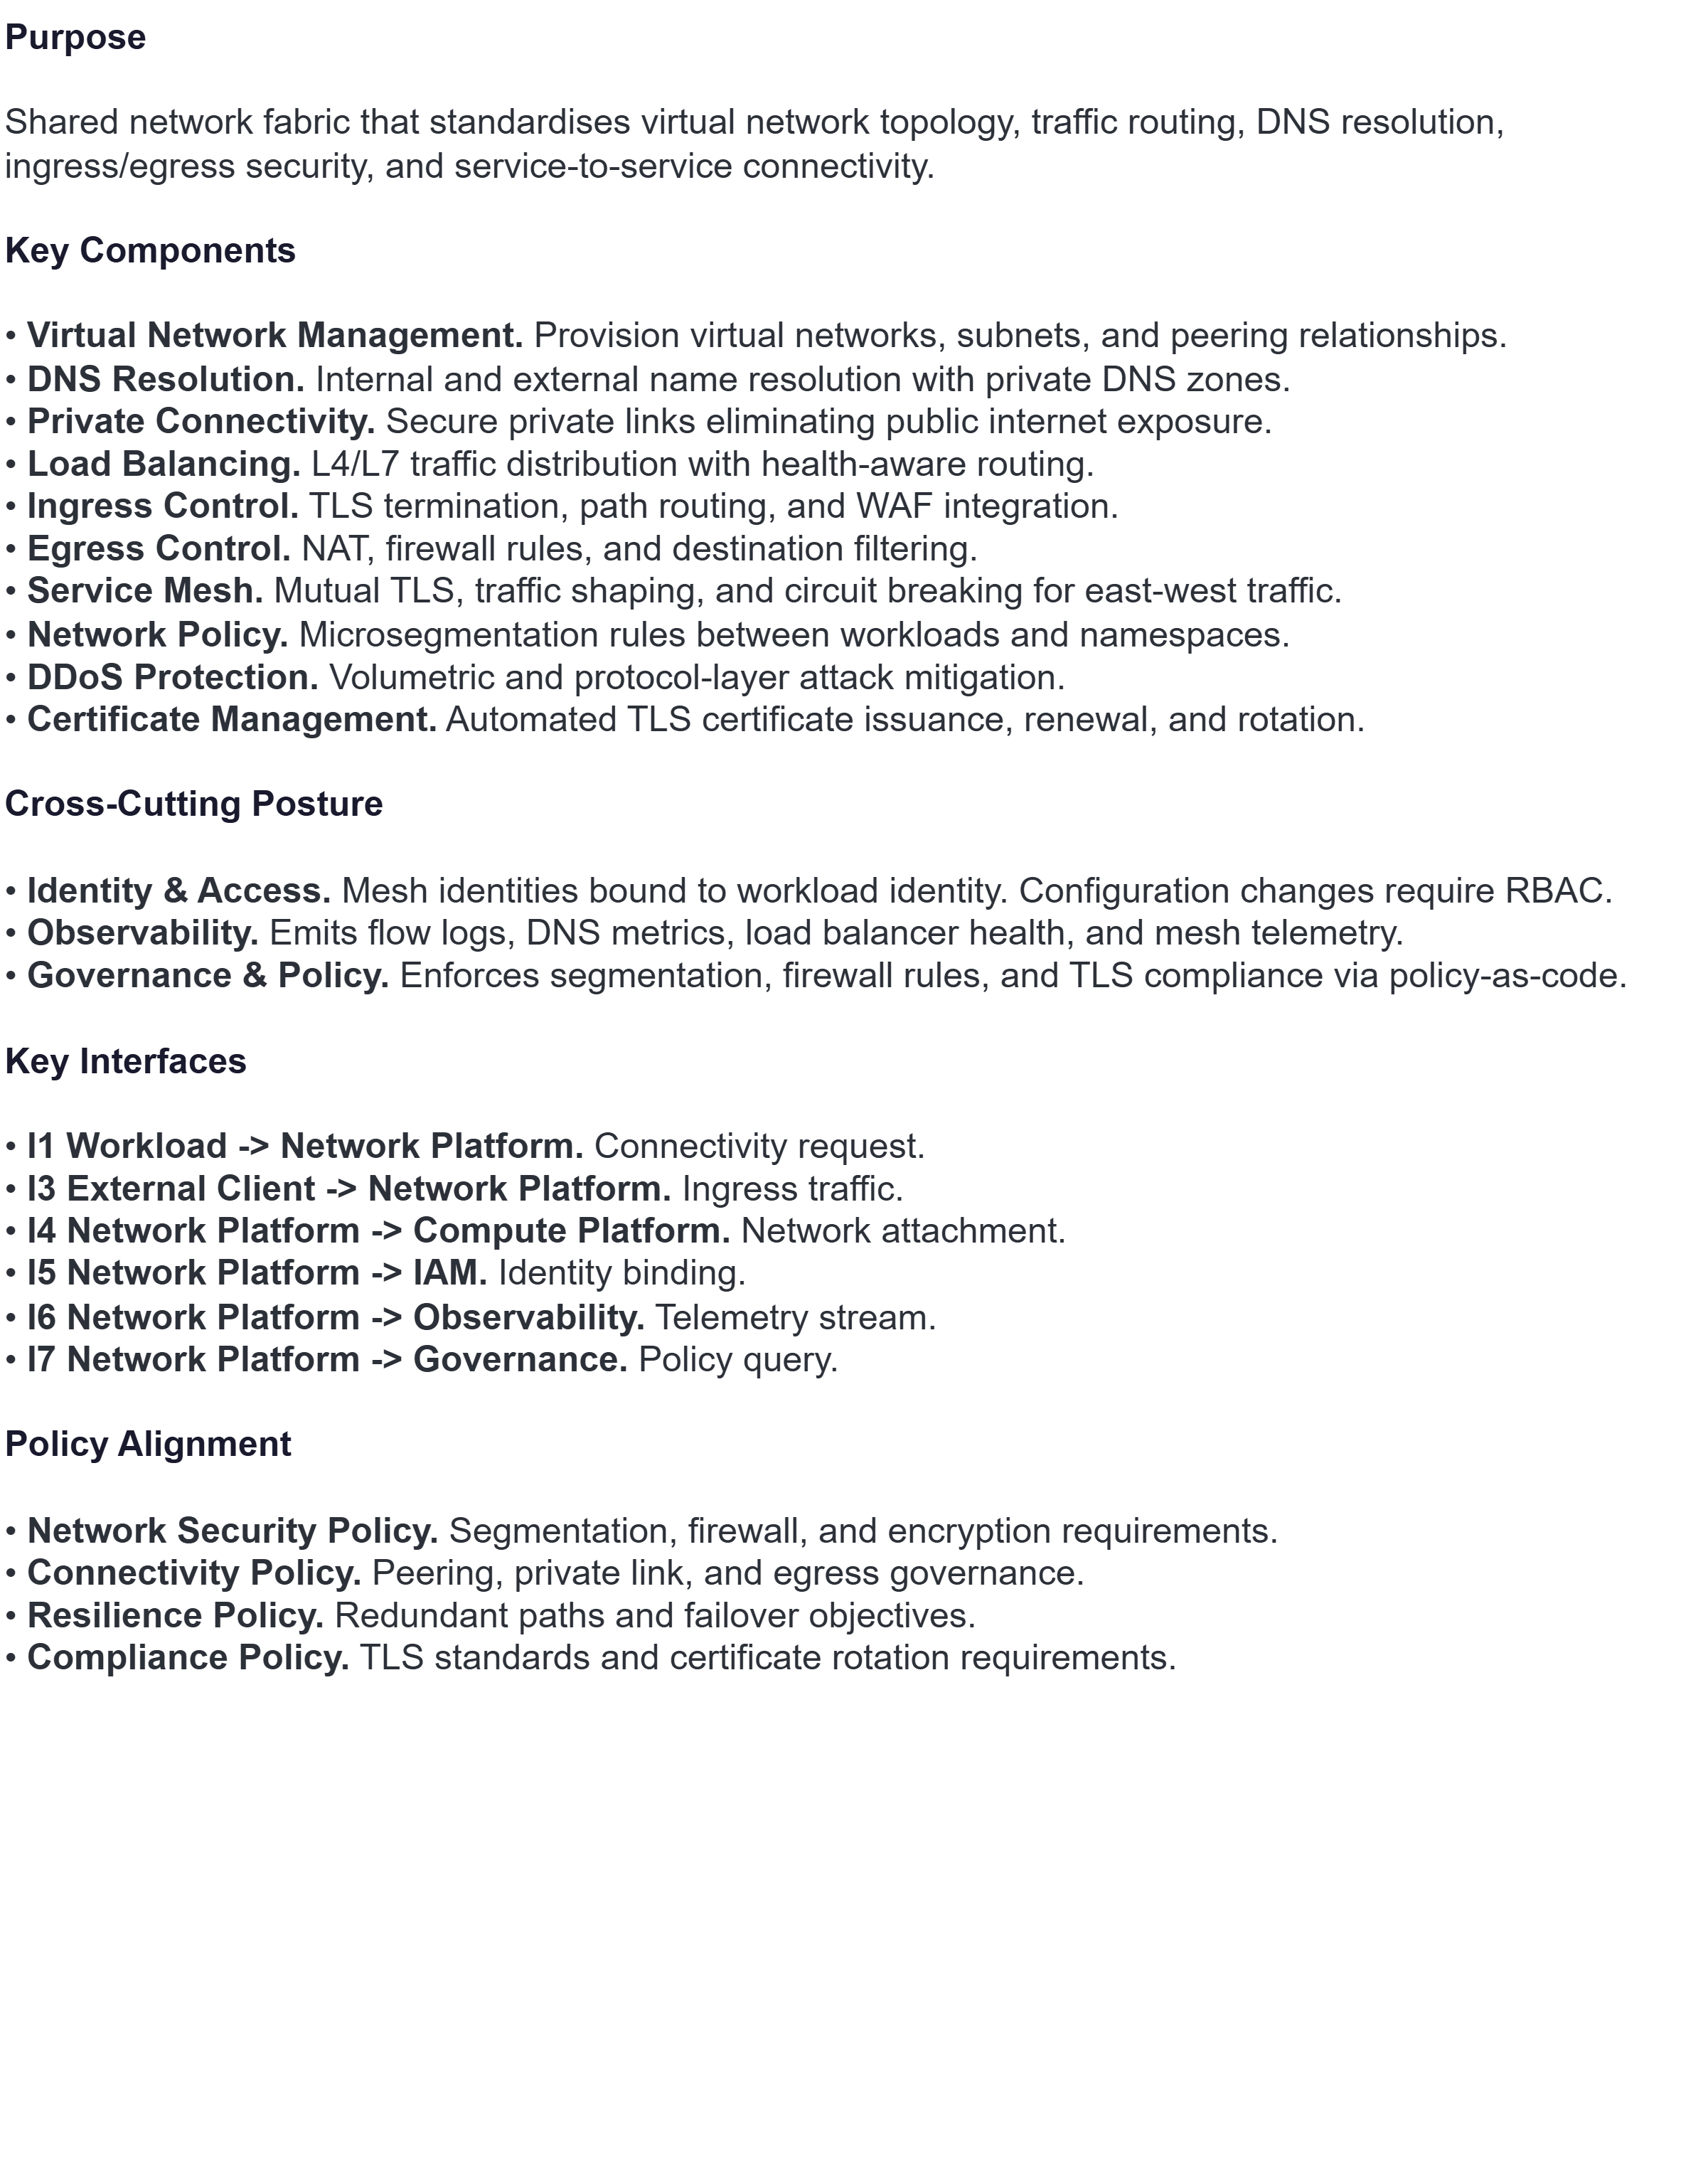 Purpose
Shared network fabric that standardises virtual network topology, traffic routing, DNS resolution,
ingress/egress security, and service-to-service connectivity.
Key Components
• Virtual Network Management. Provision virtual networks, subnets, and peering relationships.
• DNS Resolution. Internal and external name resolution with private DNS zones.
• Private Connectivity. Secure private links eliminating public internet exposure.
• Load Balancing. L4/L7 traffic distribution with health-aware routing.
• Ingress Control. TLS termination, path routing, and WAF integration.
• Egress Control. NAT, firewall rules, and destination filtering.
• Service Mesh. Mutual TLS, traffic shaping, and circuit breaking for east-west traffic.
• Network Policy. Microsegmentation rules between workloads and namespaces.
• DDoS Protection. Volumetric and protocol-layer attack mitigation.
• Certificate Management. Automated TLS certificate issuance, renewal, and rotation.
Cross-Cutting Posture
• Identity & Access. Mesh identities bound to workload identity. Configuration changes require RBAC.
• Observability. Emits flow logs, DNS metrics, load balancer health, and mesh telemetry.
• Governance & Policy. Enforces segmentation, firewall rules, and TLS compliance via policy-as-code.
Key Interfaces
• I1 Workload -> Network Platform. Connectivity request.
• I3 External Client -> Network Platform. Ingress traffic.
• I4 Network Platform -> Compute Platform. Network attachment.
• I5 Network Platform -> IAM. Identity binding.
• I6 Network Platform -> Observability. Telemetry stream.
• I7 Network Platform -> Governance. Policy query.
Policy Alignment
• Network Security Policy. Segmentation, firewall, and encryption requirements.
• Connectivity Policy. Peering, private link, and egress governance.
• Resilience Policy. Redundant paths and failover objectives.
• Compliance Policy. TLS standards and certificate rotation requirements.